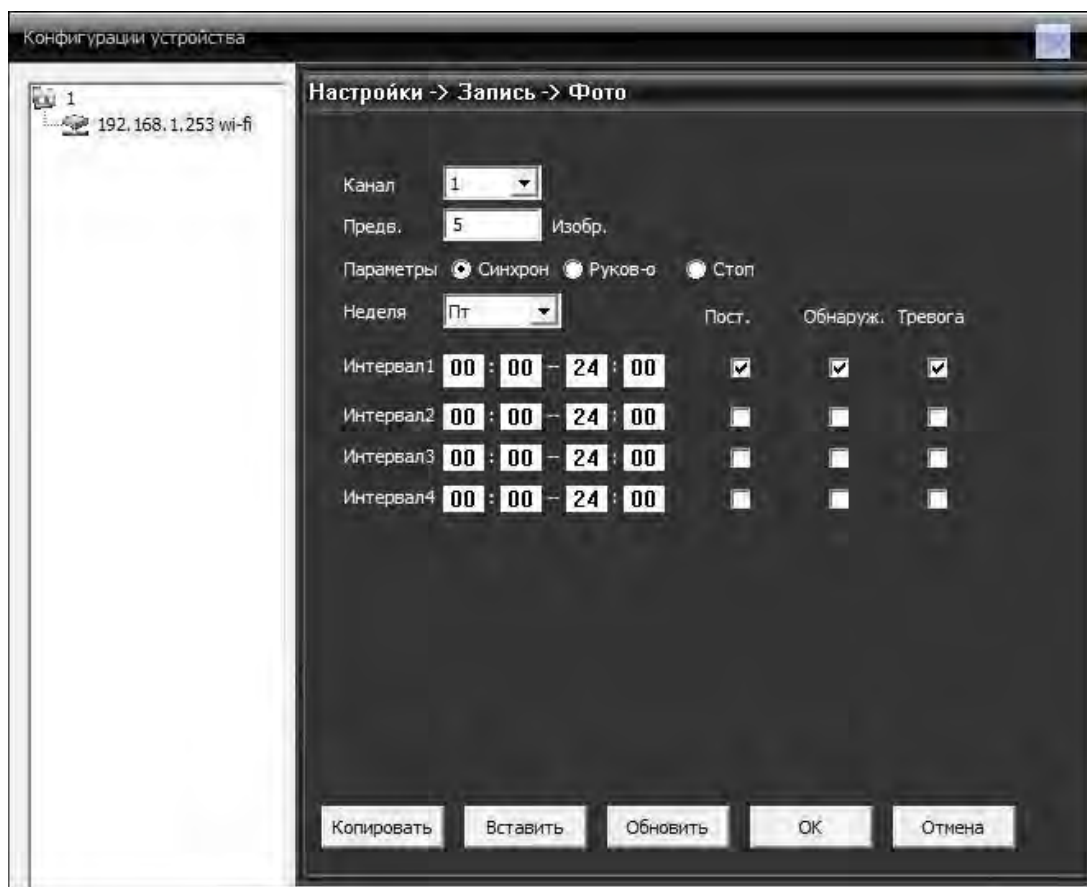 Конфигурации устройства
1
192.168.1.253 wi-fi
Настройки -> Запись -> Фото
Канал 1
Предв. 5 Изобр.
Параметры Синхрон Руков-о Стоп
Неделя Пт Пост. Обнаруж. Тревога
Интервал1 00 : 00 - 24 : 00
Интервал2 00 : 00 - 24 : 00
Интервал3 00 : 00 - 24 : 00
Интервал4 00 : 00 - 24 : 00
Копировать Вставить Обновить OK Отмена